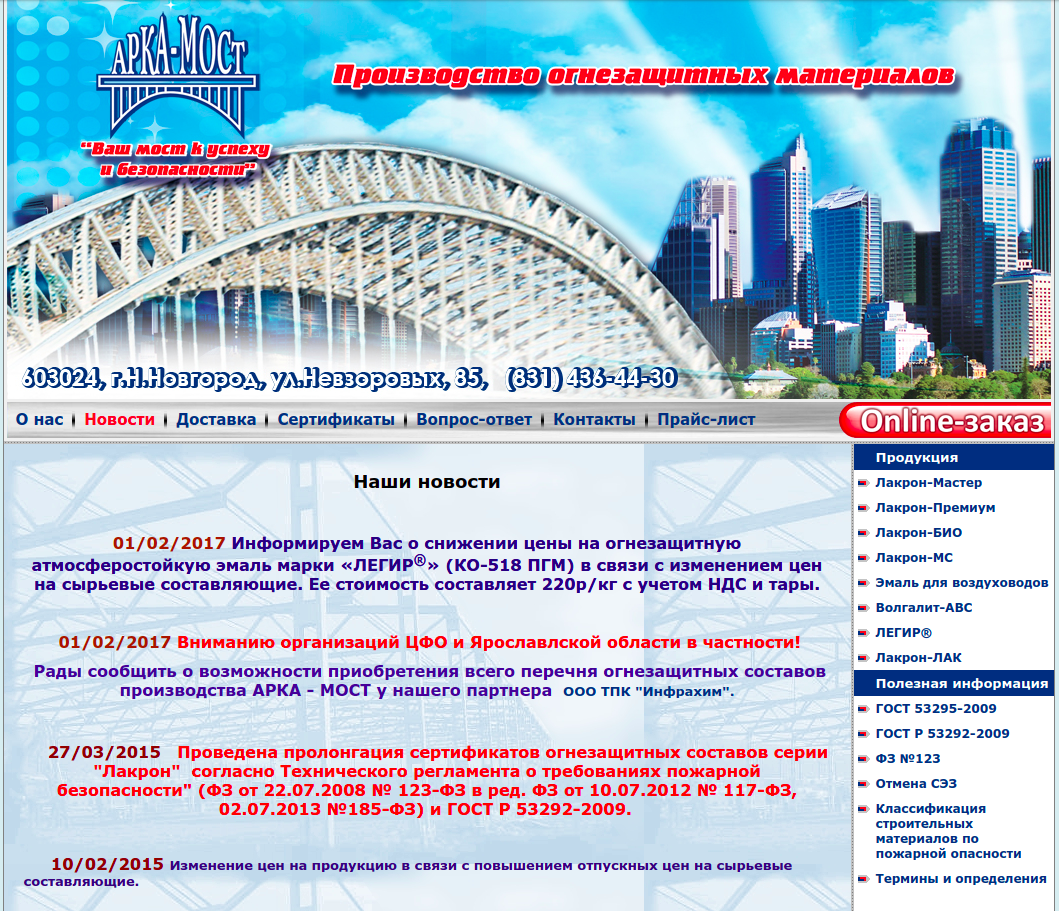 АРКА-МОСТ
"Ваш мост к успеху
и безопасности"
Производство огнезащитных материалов
603024, г.Н.Новгород, ул.Невзоровых, 85, (831) 436-44-30
О нас Новости Доставка Сертификаты Вопрос-ответ Контакты Прайс-лист
Online-заказ
Наши новости
01/02/2017 Информируем Вас о снижении цены на огнезащитную
атмосферостойкую эмаль марки «ЛЕГИР®» (КО-518 ПГМ) в связи с изменением цен
на сырьевые составляющие. Ее стоимость составляет 220р/кг с учетом НДС и тары.
01/02/2017 Вниманию организаций ЦФО и Ярославлской области в частности!
Рады сообщить о возможности приобретения всего перечня огнезащитных составов
производства АРКА - МОСТ у нашего партнера ООО ТПК "Инфрахим".
27/03/2015 Проведена пролонгация сертификатов огнезащитных составов серии
"Лакрон" согласно Технического регламента о требованиях пожарной
безопасности" (ФЗ от 22.07.2008 № 123-ФЗ в ред. ФЗ от 10.07.2012 № 117-ФЗ,
02.07.2013 №185-ФЗ) и ГОСТ Р 53292-2009.
10/02/2015 Изменение цен на продукцию в связи с повышением отпускных цен на сырьевые
составляющие.
Продукция
Лакрон-Мастер
Лакрон-Премиум
Лакрон-БИО
Лакрон-МС
Эмаль для воздуховодов
Волгалит-АВС
ЛЕГИР®
Лакрон-ЛАК
Полезная информация
ГОСТ 53295-2009
ГОСТ Р 53292-2009
ФЗ №123
Отмена СЭЗ
Классификация
строительных
материалов по
пожарной опасности
Термины и определения